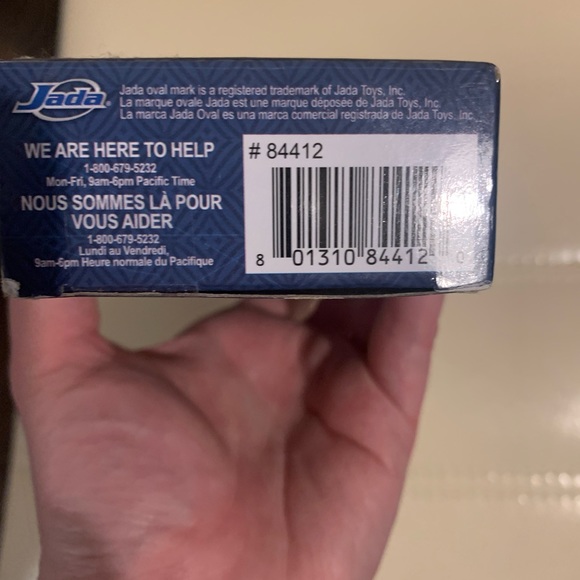 Jada®
Jada oval mark is a registered trademark of Jada Toys, Inc.
La marque ovale Jada est une marque déposée de Jada Toys, Inc.
La marca Jada Oval es una marca comercial registrada de Jada Toys, Inc.
WE ARE HERE TO HELP
1-800-679-5232
Mon-Fri, 9am-6pm Pacific Time
NOUS SOMMES LÀ POUR
VOUS AIDER
1-800-679-5232
Lundi au Vendredi,
9am-6pm Heure normale du Pacifique
# 84412
8 01310 84412 0